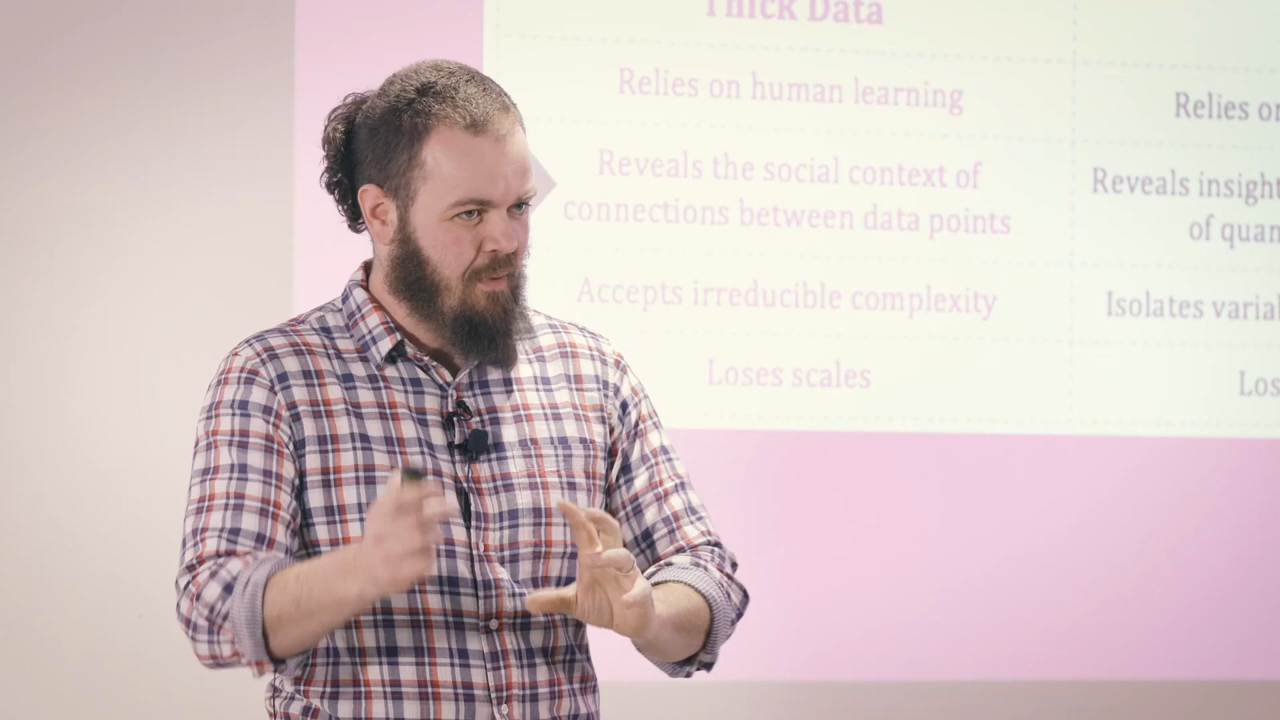 Thick Data
Relies on human learning
Relies on
Reveals the social context of
connections between data points
Reveals insight
of quan
Accepts irreducible complexity
Isolates varia
Loses scales
Los